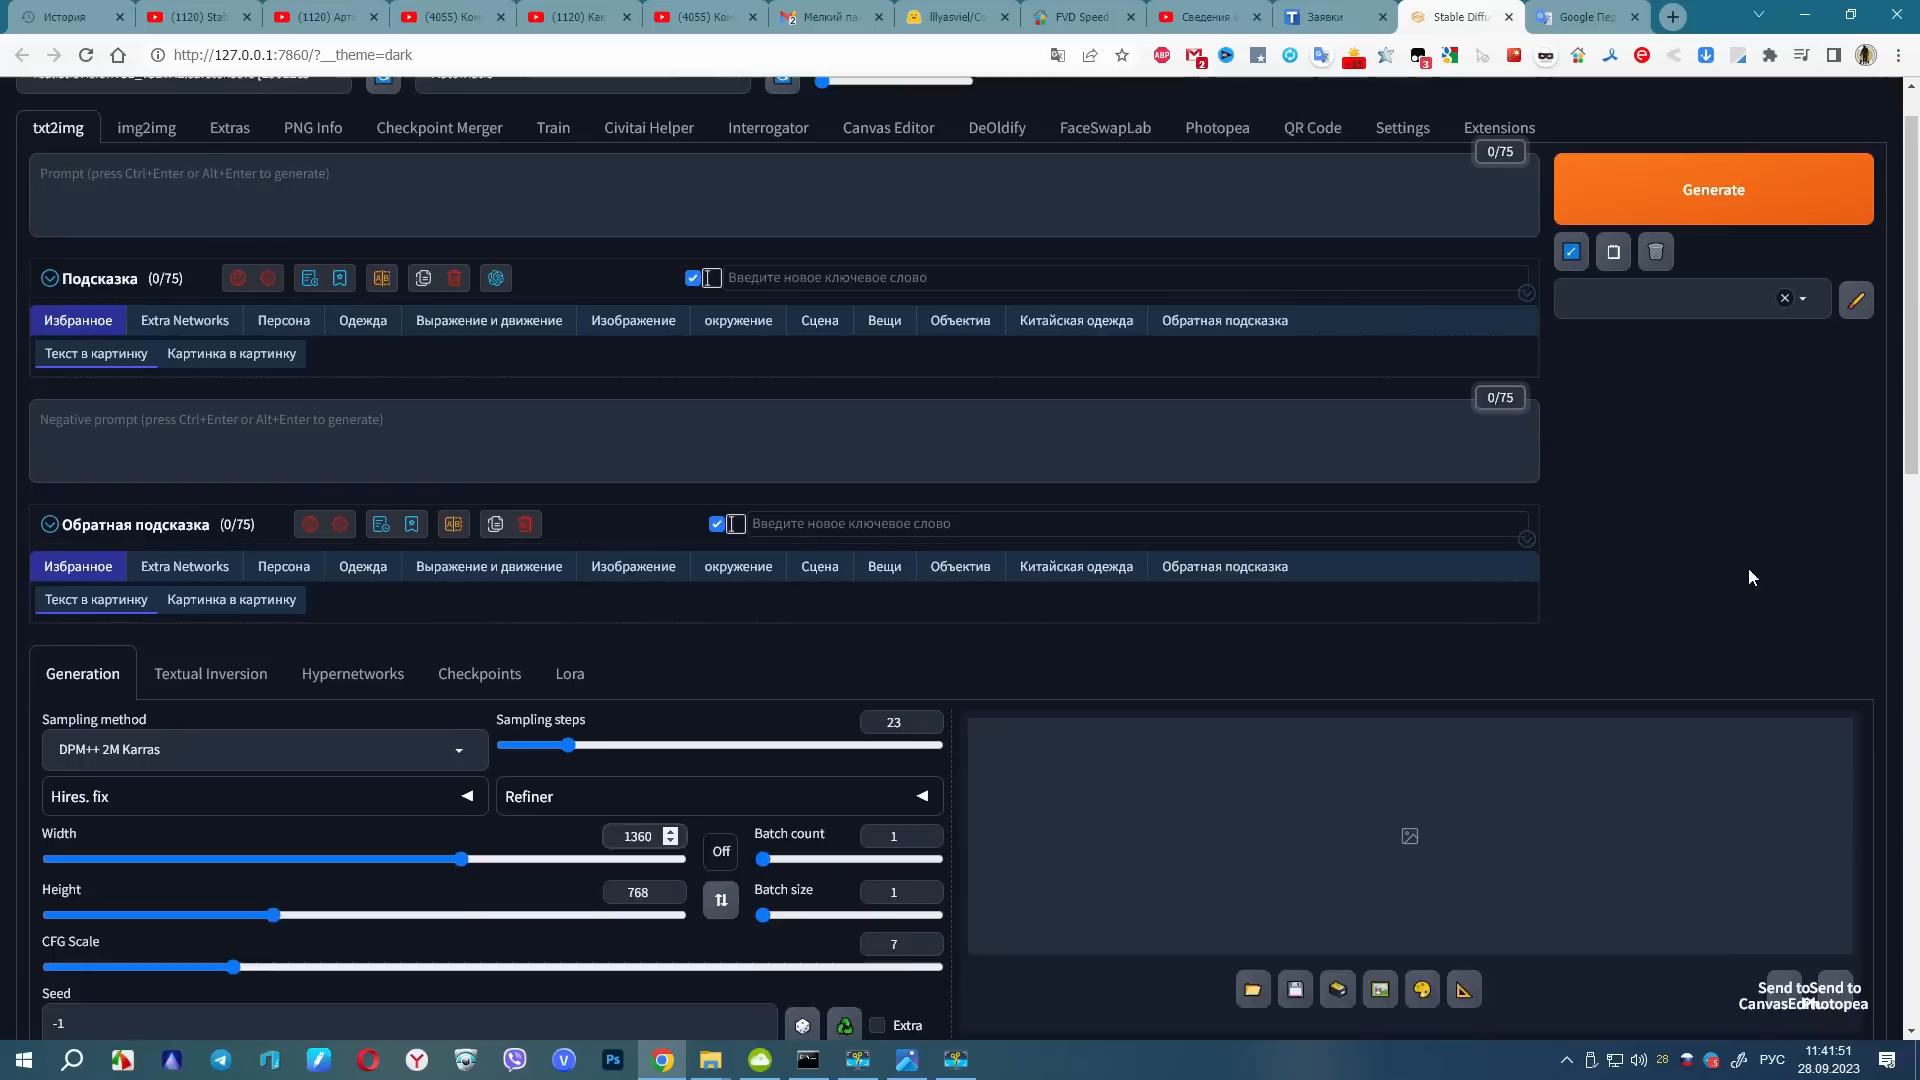 История
(1120) Stab
(1120) Арт
(4055) Ком
(1120) Как
(4055) Ком
Мелкий па
Illyasviel/Co
FVD Speed
Сведения о
Заявки
Stable Diffu
Google Пер
http://127.0.0.1:7860/?__theme=dark
txt2img
img2img
Extras
PNG Info
Checkpoint Merger
Train
Civitai Helper
Interrogator
Canvas Editor
DeOldify
FaceSwapLab
Photopea
QR Code
Settings
Extensions
0/75
Prompt (press Ctrl+Enter or Alt+Enter to generate)
Generate
Подсказка (0/75)
Введите новое ключевое слово
Избранное
Extra Networks
Персона
Одежда
Выражение и движение
Изображение
окружение
Сцена
Вещи
Объектив
Китайская одежда
Обратная подсказка
Текст в картинку
Картинка в картинку
0/75
Negative prompt (press Ctrl+Enter or Alt+Enter to generate)
Обратная подсказка (0/75)
Введите новое ключевое слово
Избранное
Extra Networks
Персона
Одежда
Выражение и движение
Изображение
окружение
Сцена
Вещи
Объектив
Китайская одежда
Обратная подсказка
Текст в картинку
Картинка в картинку
Generation
Textual Inversion
Hypernetworks
Checkpoints
Lora
Sampling method
DPM++ 2M Karras
Sampling steps
23
Hires. fix
Refiner
Width
1360
Off
Batch count
1
Height
768
Batch size
1
CFG Scale
7
Seed
-1
Extra
Send to
CanvasEditor
Send to
Photopea
28
РУС
11:41:51
28.09.2023